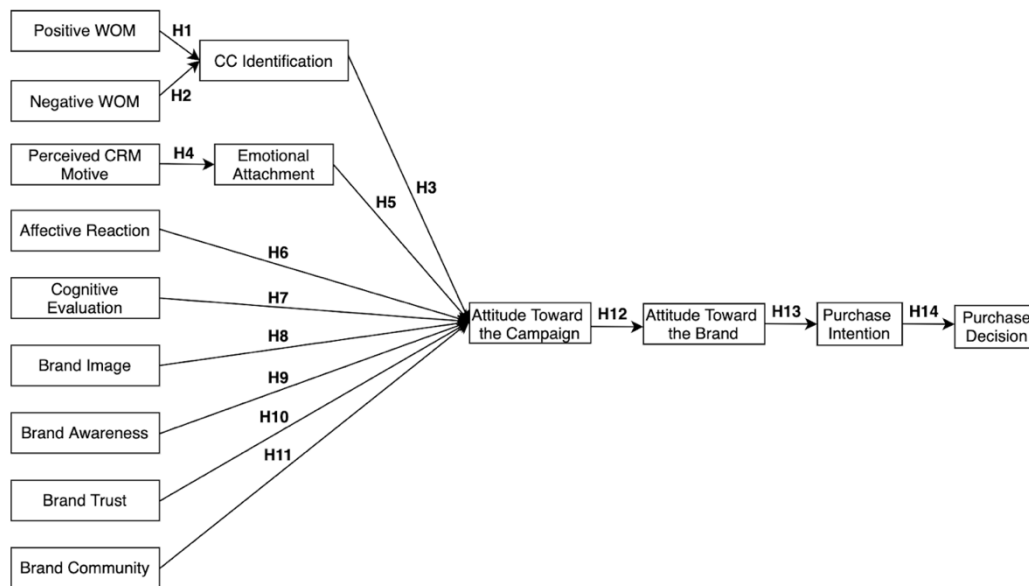 Positive WOM
H1
CC Identification
Negative WOM
H2
Perceived CRM
Motive
H4
Emotional
Attachment
H3
H5
Affective Reaction
H6
Cognitive
Evaluation
H7
Attitude Toward
the Campaign
H12
Attitude Toward
the Brand
H13
Purchase
Intention
H14
Purchase
Decision
Brand Image
H8
H9
Brand Awareness
H10
H11
Brand Trust
Brand Community